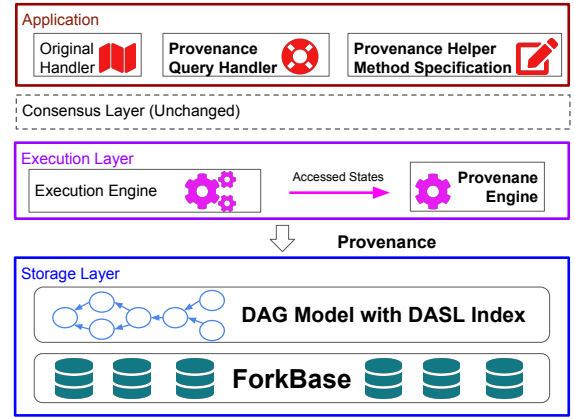 Application
Original
Handler
Provenance
Query Handler
Provenance Helper
Method Specification
Consensus Layer (Unchanged)
Execution Layer
Execution Engine
Accessed States
Provenane
Engine
Provenance
Storage Layer
DAG Model with DASL Index
ForkBase